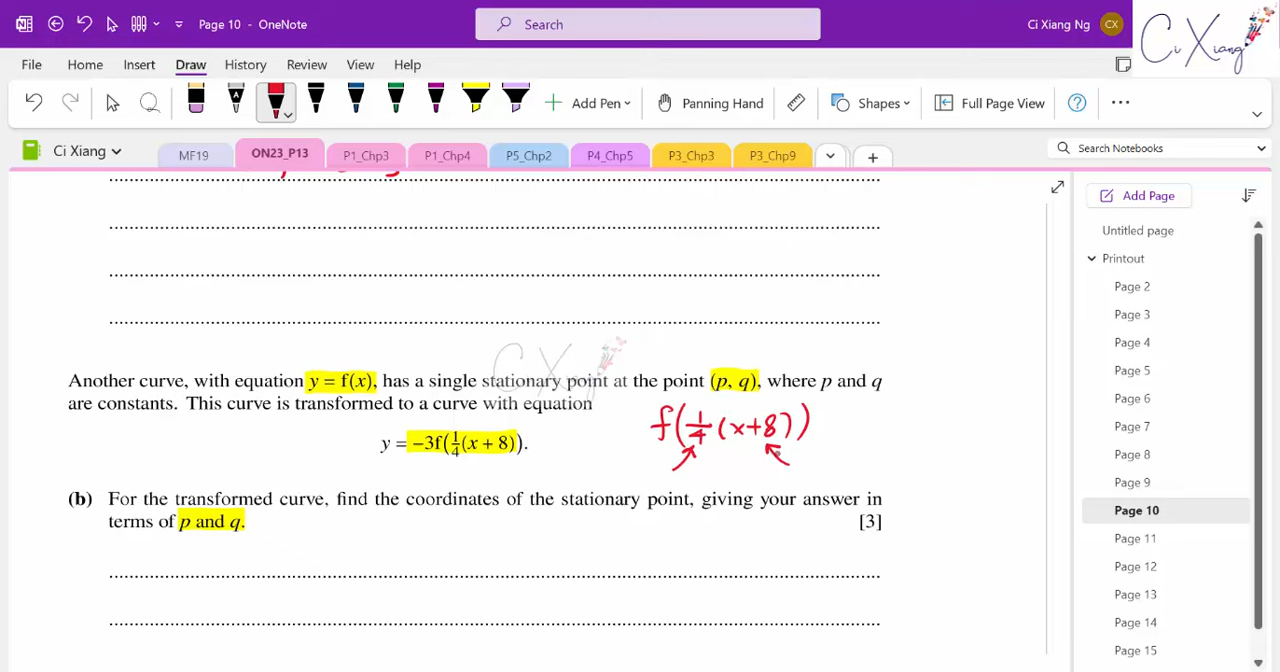 Page 10 - OneNote
Search
Ci Xiang Ng
CX
Ci Xiang
File Home Insert Draw History Review View Help
Add Pen
Panning Hand
Shapes
Full Page View
Ci Xiang
MF19
ON23_P13
P1_Chp3
P1_Chp4
P5_Chp2
P4_Chp5
P3_Chp3
P3_Chp9
Search Notebooks
Add Page
Untitled page
Printout
Page 2
Page 3
Page 4
Page 5
Page 6
Page 7
Page 8
Page 9
Page 10
Page 11
Page 12
Page 13
Page 14
Page 15
Ci Xiang
Another curve, with equation y = f(x), has a single stationary point at the point (p, q), where p and q
are constants. This curve is transformed to a curve with equation
f(1/4(x+8))
y = −3f(1/4(x + 8)).
(b) For the transformed curve, find the coordinates of the stationary point, giving your answer in
terms of p and q. [3]